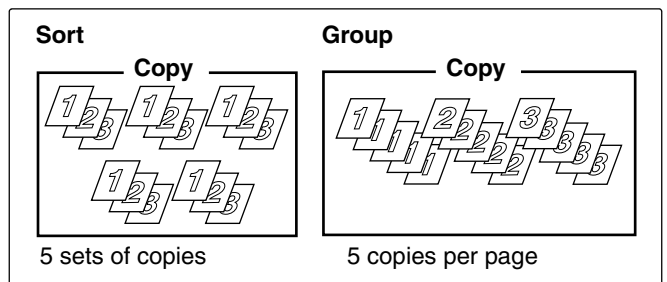 Sort
Group
Copy
Copy
1 2 3 1 2 3 1 2 3
1 2 3 1 2 3
1 1 1 1 1 2 2 2 2 2 3 3 3 3 3
5 sets of copies
5 copies per page